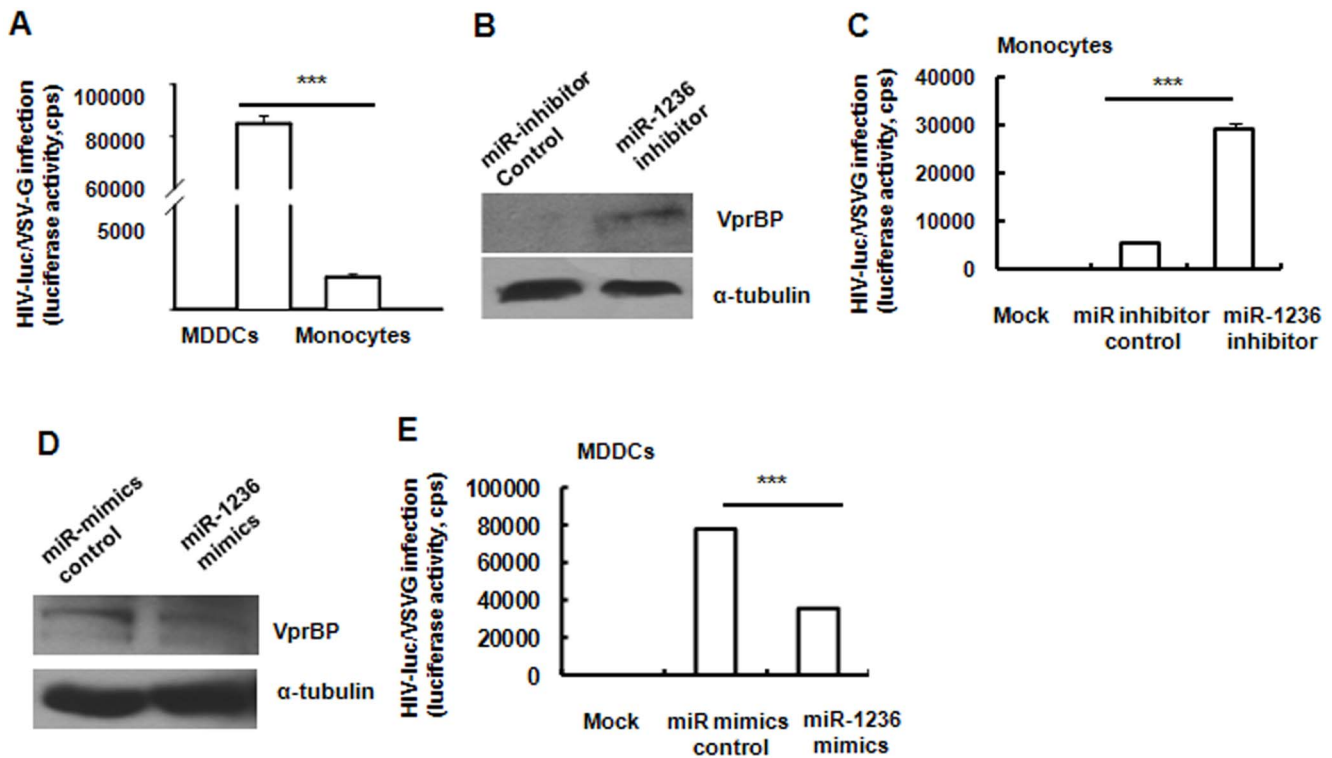 A
HIV-luc/VSV-G infection
(luciferase activity,cps)
100000
80000
60000
5000
***
MDDCs
Monocytes
B
miR-inhibitor
Control
miR-1236
inhibitor
VprBP
α-tubulin
C
Monocytes
HIV-luc/VSVG infection
(luciferase activity, cps)
40000
30000
20000
10000
0
***
Mock
miR inhibitor
control
miR-1236
inhibitor
D
miR-mimics
control
miR-1236
mimics
VprBP
α-tubulin
E
MDDCs
HIV-luc/VSVG infection
(luciferase activity, cps)
100000
80000
60000
40000
20000
0
***
Mock
miR mimics
control
miR-1236
mimics